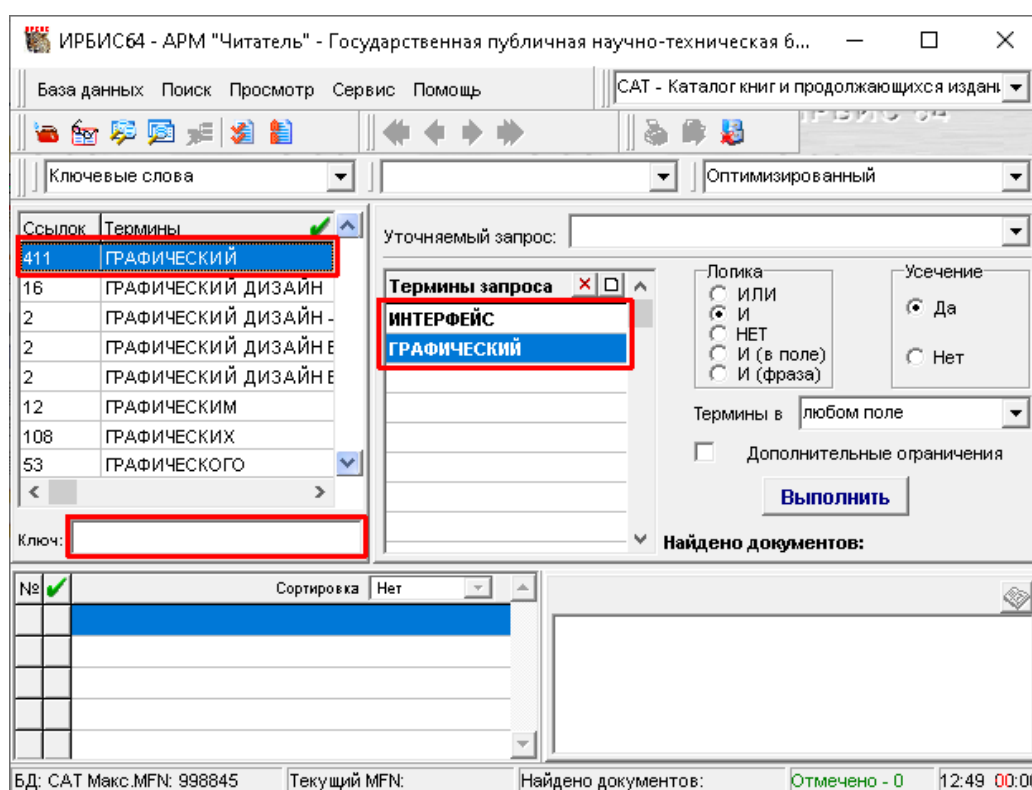 ИРБИС64 - АРМ "Читатель" - Государственная публичная научно-техническая б...
База данных Поиск Просмотр Сервис Помощь
CAT - Каталог книг и продолжающихся издан
Ключевые слова
Оптимизированный
Ссылок Термины
411 ГРАФИЧЕСКИЙ
16 ГРАФИЧЕСКИЙ ДИЗАЙН
2 ГРАФИЧЕСКИЙ ДИЗАЙН -
2 ГРАФИЧЕСКИЙ ДИЗАЙН В
2 ГРАФИЧЕСКИЙ ДИЗАЙН В
12 ГРАФИЧЕСКИМ
108 ГРАФИЧЕСКИХ
53 ГРАФИЧЕСКОГО
Ключ:
Уточняемый запрос:
Термины запроса
ИНТЕРФЕЙС
ГРАФИЧЕСКИЙ
Логика
ИЛИ
И
НЕТ
И (в поле)
И (фраза)
Усечение
Да
Нет
Термины в любом поле
Дополнительные ограничения
Выполнить
Найдено документов:
№ Сортировка Нет
БД: CAT Макс.MFN: 998845 Текущий MFN: Найдено документов: Отмечено - 0 12:49 00:0